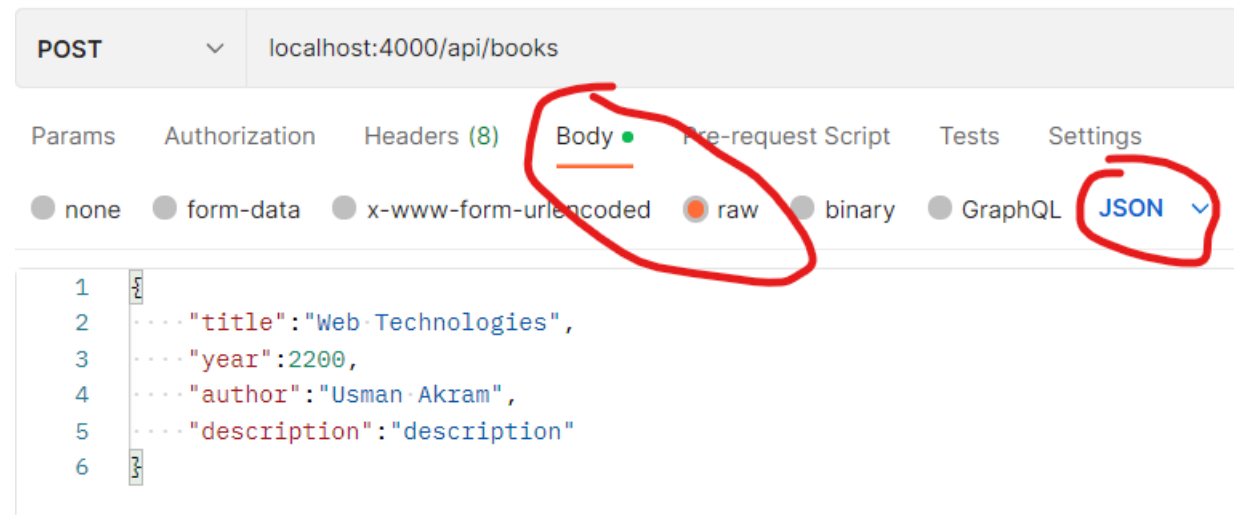 POST localhost:4000/api/books
Params Authorization Headers (8) Body Pre-request Script Tests Settings
none form-data x-www-form-urlencoded raw binary GraphQL JSON
1 {
2 ····"title":"Web·Technologies",
3 ····"year":2200,
4 ····"author":"Usman·Akram",
5 ····"description":"description"
6 }